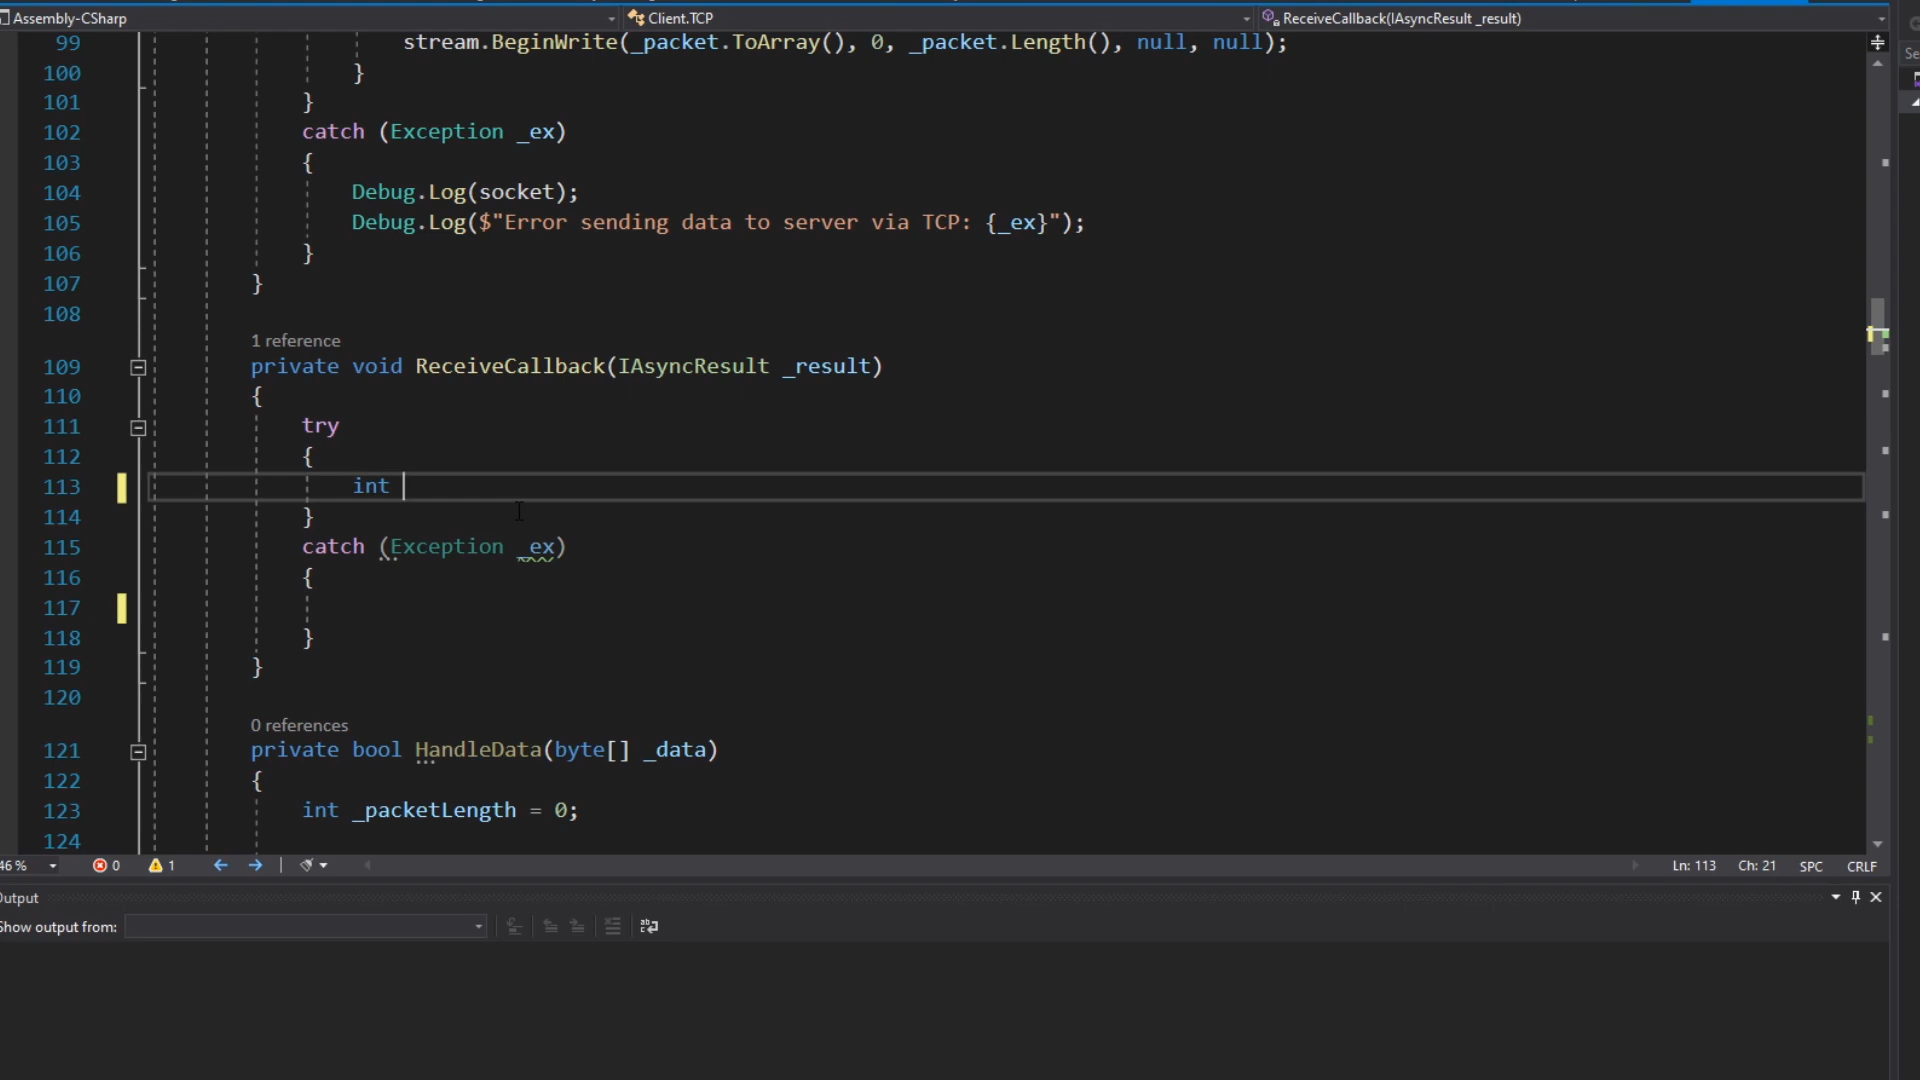 Assembly-CSharp Client.TCP ReceiveCallback(IAsyncResult _result)
99 stream.BeginWrite(_packet.ToArray(), 0, _packet.Length(), null, null);
100 }
101 }
102 catch (Exception _ex)
103 {
104 Debug.Log(socket);
105 Debug.Log($"Error sending data to server via TCP: {_ex}");
106 }
107 }
108
1 reference
109 private void ReceiveCallback(IAsyncResult _result)
110 {
111 try
112 {
113 int
114 }
115 catch (Exception _ex)
116 {
117
118 }
119 }
120
0 references
121 private bool HandleData(byte[] _data)
122 {
123 int _packetLength = 0;
124
46 % 0 1 Ln: 113 Ch: 21 SPC CRLF
Output
Show output from: